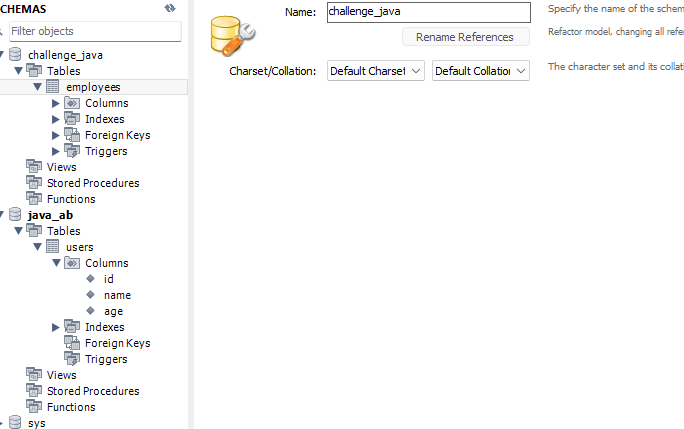 CHEMAS
Filter objects
challenge_java
Tables
employees
Columns
Indexes
Foreign Keys
Triggers
Views
Stored Procedures
Functions
java_ab
Tables
users
Columns
id
name
age
Indexes
Foreign Keys
Triggers
Views
Stored Procedures
Functions
sys
Name: challenge_java
Specify the name of the schem
Rename References
Refactor model, changing all refe
Charset/Collation: Default Charset Default Collation
The character set and its collati